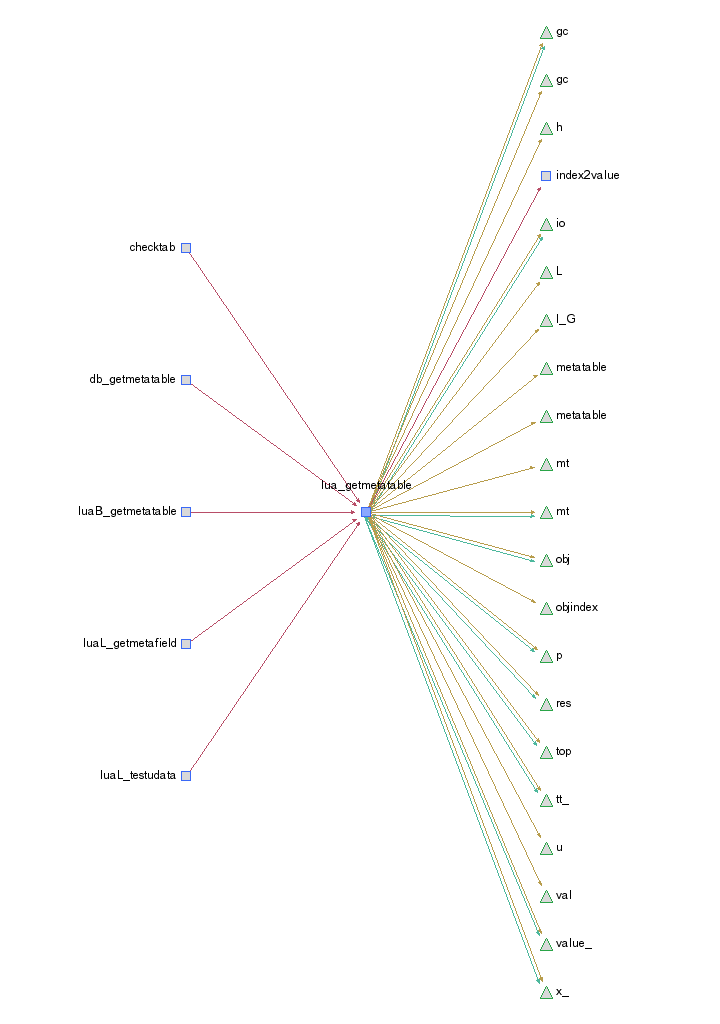 gc
gc
h
index2value
checktab
io
L
l_G
db_getmetatable
metatable
metatable
mt
lua_getmetatable
luaB_getmetatable
mt
obj
objindex
luaL_getmetafield
p
res
top
luaL_testudata
tt_
u
val
value_
x_